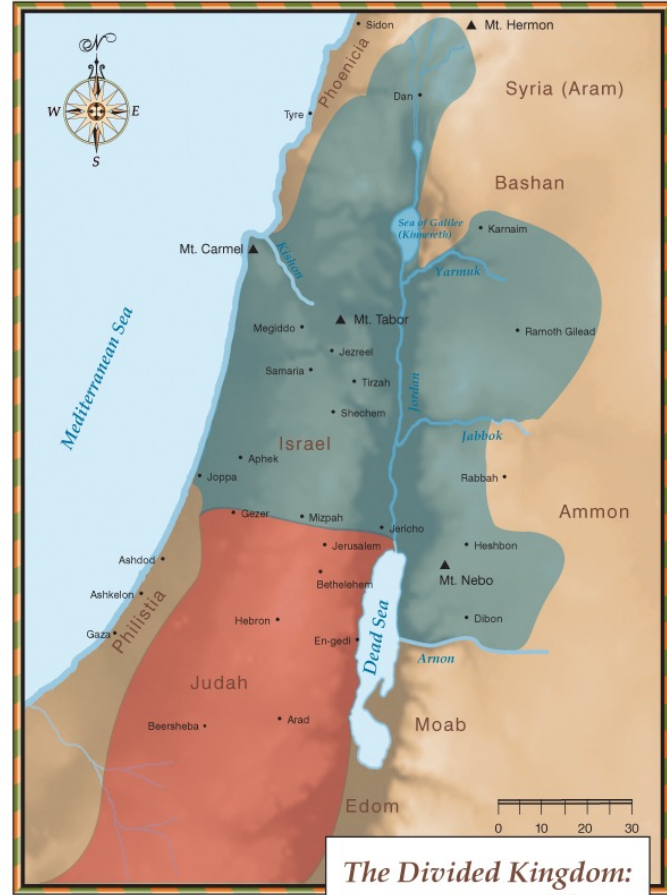 N
W
E
S
Sidon
Mt. Hermon
Phoenicia
Dan
Syria (Aram)
Tyre
Bashan
Sea of Galilee
(Kinnereth)
Karnaim
Mt. Carmel
Kishon
Yarmuk
Mediterranean Sea
Mt. Tabor
Megiddo
Ramoth Gilead
Jezreel
Samaria
Tirzah
Jordan
Shechem
Jabbok
Israel
Aphek
Joppa
Rabbah
Gezer
Mizpah
Jericho
Ammon
Jerusalem
Heshbon
Ashdod
Bethelehem
Mt. Nebo
Ashkelon
Philistia
Hebron
Dibon
Gaza
En-gedi
Dead Sea
Arnon
Judah
Beersheba
Arad
Moab
Edom
0 10 20 30
The Divided Kingdom: